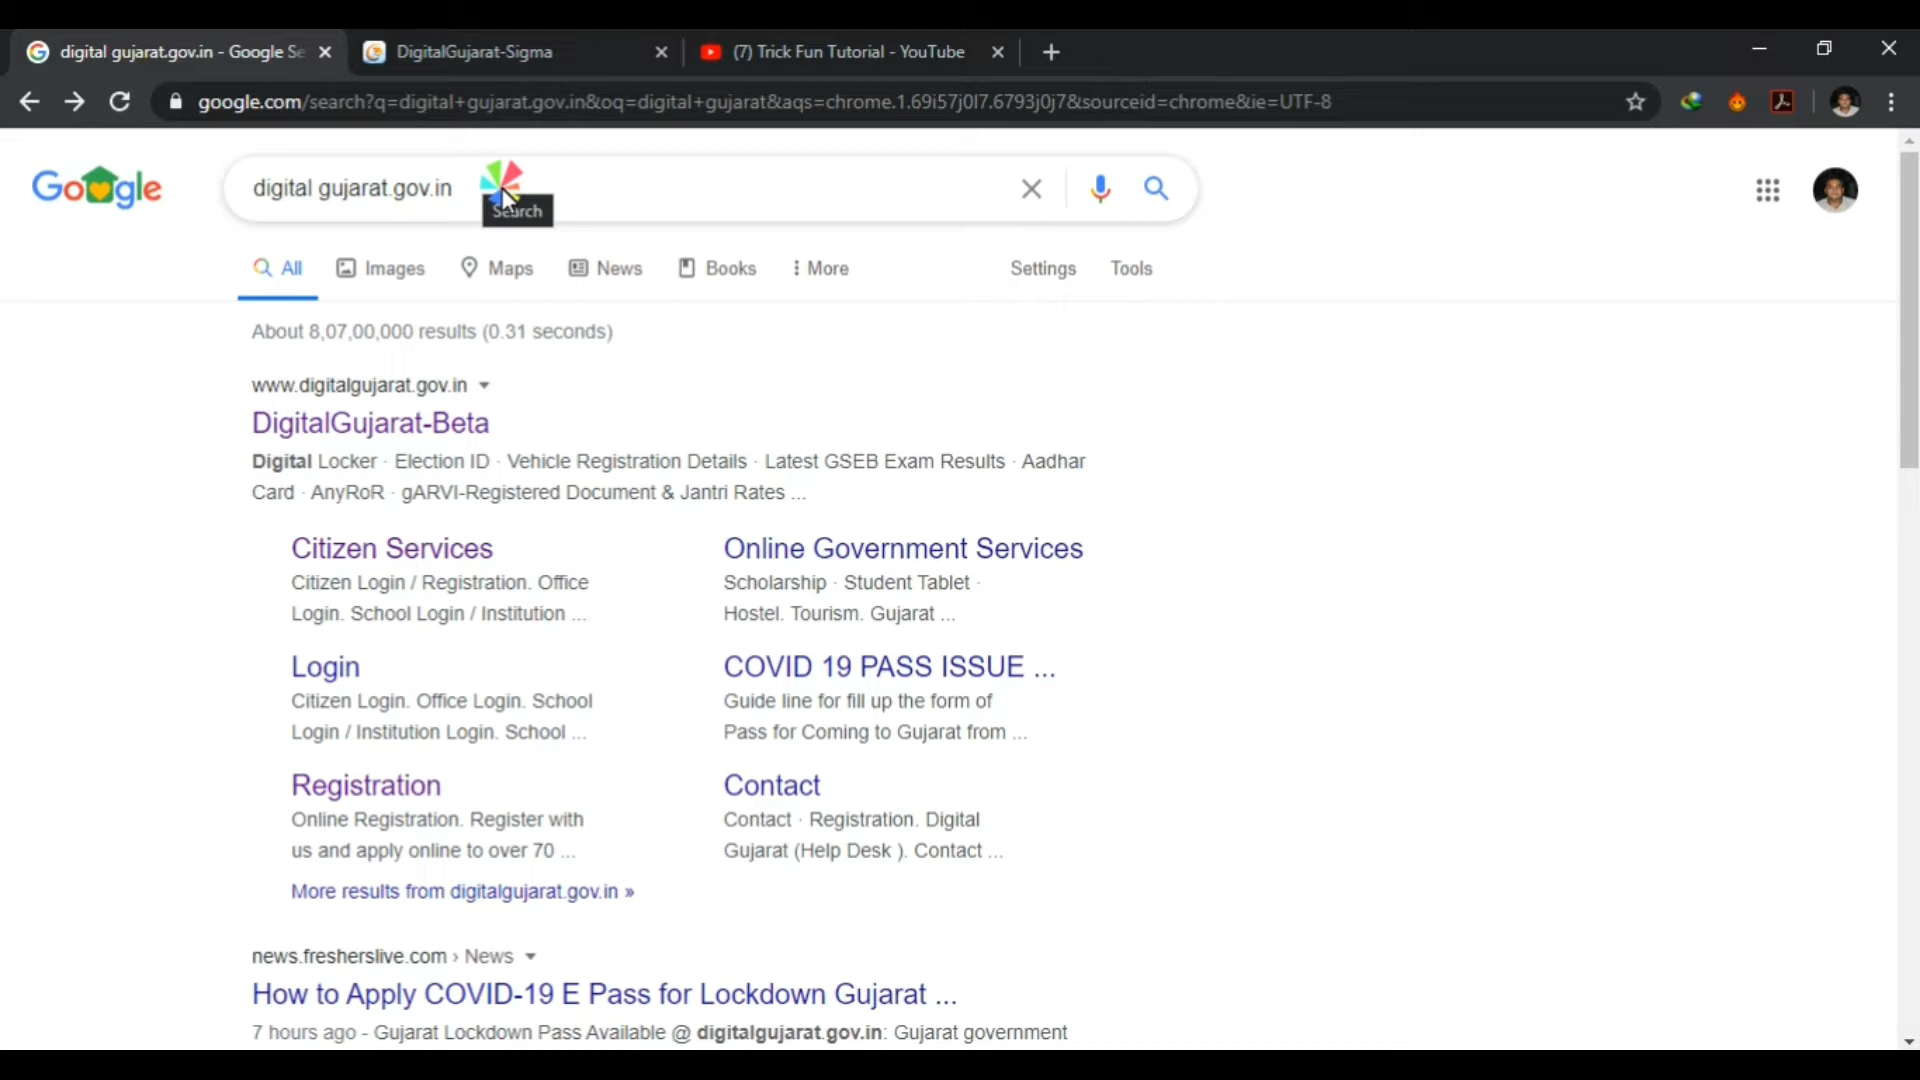 digital gujarat.gov.in - Google Se
DigitalGujarat-Sigma
(7) Trick Fun Tutorial - YouTube
google.com/search?q=digital+gujarat.gov.in&oq=digital+gujarat&aqs=chrome.1.69i57j0l7.6793j0j7&sourceid=chrome&ie=UTF-8
Google
digital gujarat.gov.in
Search
All
Images
Maps
News
Books
More
Settings
Tools
About 8,07,00,000 results (0.31 seconds)
www.digitalgujarat.gov.in
DigitalGujarat-Beta
Digital Locker · Election ID · Vehicle Registration Details · Latest GSEB Exam Results · Aadhar
Card · AnyRoR · gARVI-Registered Document & Jantri Rates ...
Citizen Services
Citizen Login / Registration. Office
Login. School Login / Institution ...
Online Government Services
Scholarship · Student Tablet ·
Hostel. Tourism. Gujarat ...
Login
Citizen Login. Office Login. School
Login / Institution Login. School ...
COVID 19 PASS ISSUE ...
Guide line for fill up the form of
Pass for Coming to Gujarat from ...
Registration
Online Registration. Register with
us and apply online to over 70 ...
Contact
Contact · Registration. Digital
Gujarat (Help Desk ). Contact ...
More results from digitalgujarat.gov.in »
news.fresherslive.com › News
How to Apply COVID-19 E Pass for Lockdown Gujarat ...
7 hours ago - Gujarat Lockdown Pass Available @ digitalgujarat.gov.in: Gujarat government